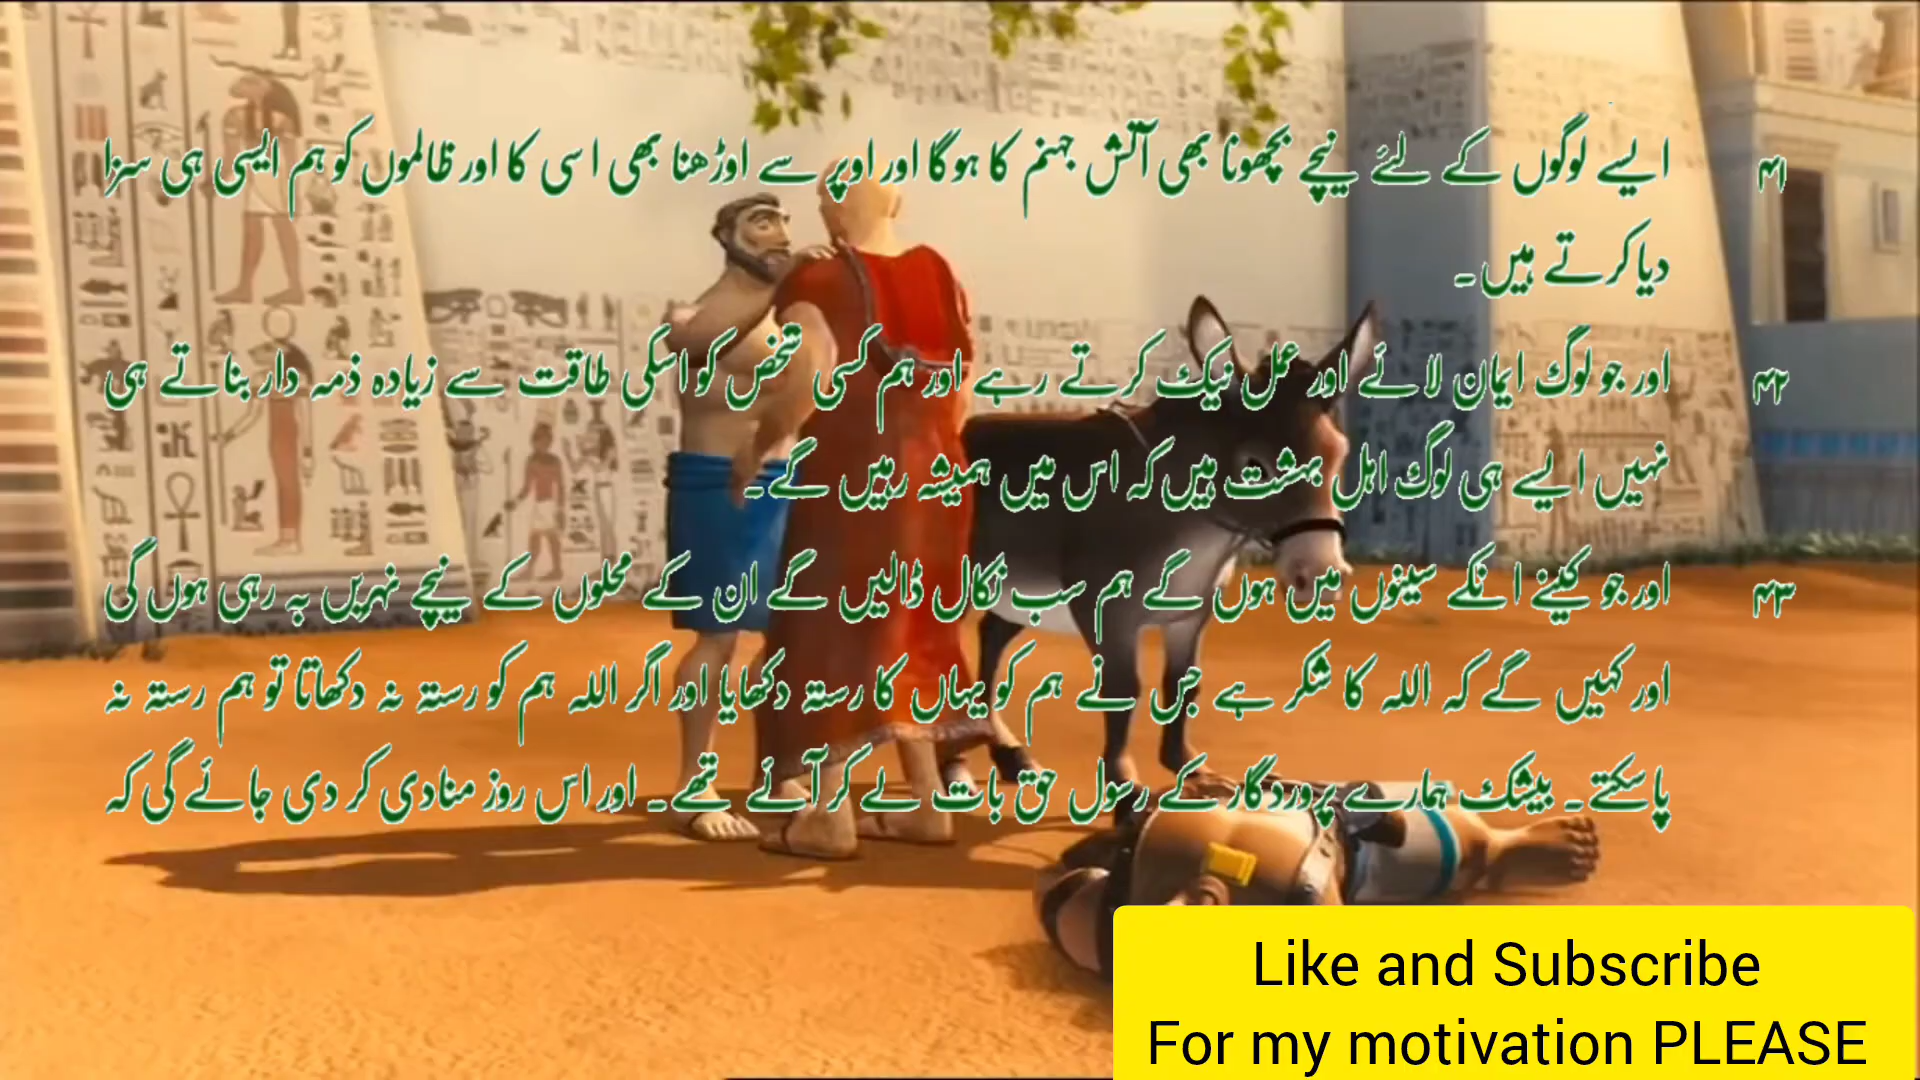 ۴۱ ایسے لوگوں کے لئے نیچے بچھونا بھی آتش جہنم کا ہوگا اور اوپر سے اوڑھنا بھی اسی کا اور ظالموں کو ہم ایسی ہی سزا
دیا کرتے ہیں۔
۴۲ اور جو لوگ ایمان لائے اور عمل نیک کرتے رہے اور ہم کسی شخص کو اسکی طاقت سے زیادہ ذمہ دار بناتے ہی
نہیں ایسے ہی لوگ اہل بہشت ہیں کہ اس میں ہمیشہ رہیں گے۔
۴۳ اور جو کینے انکے سینوں میں ہوں گے ہم سب نکال ڈالیں گے ان کے محلوں کے نیچے نہریں بہ رہی ہوں گی
اور کہیں گے کہ اللہ کا شکر ہے جس نے ہم کو یہاں کا رستہ دکھایا اور اگر اللہ ہم کو رستہ نہ دکھاتا تو ہم رستہ نہ
پا سکتے۔ بیشک ہمارے پروردگار کے رسول حق بات لے کر آئے تھے۔ اور اس روز منادی کر دی جائے گی کہ
Like and Subscribe
For my motivation PLEASE